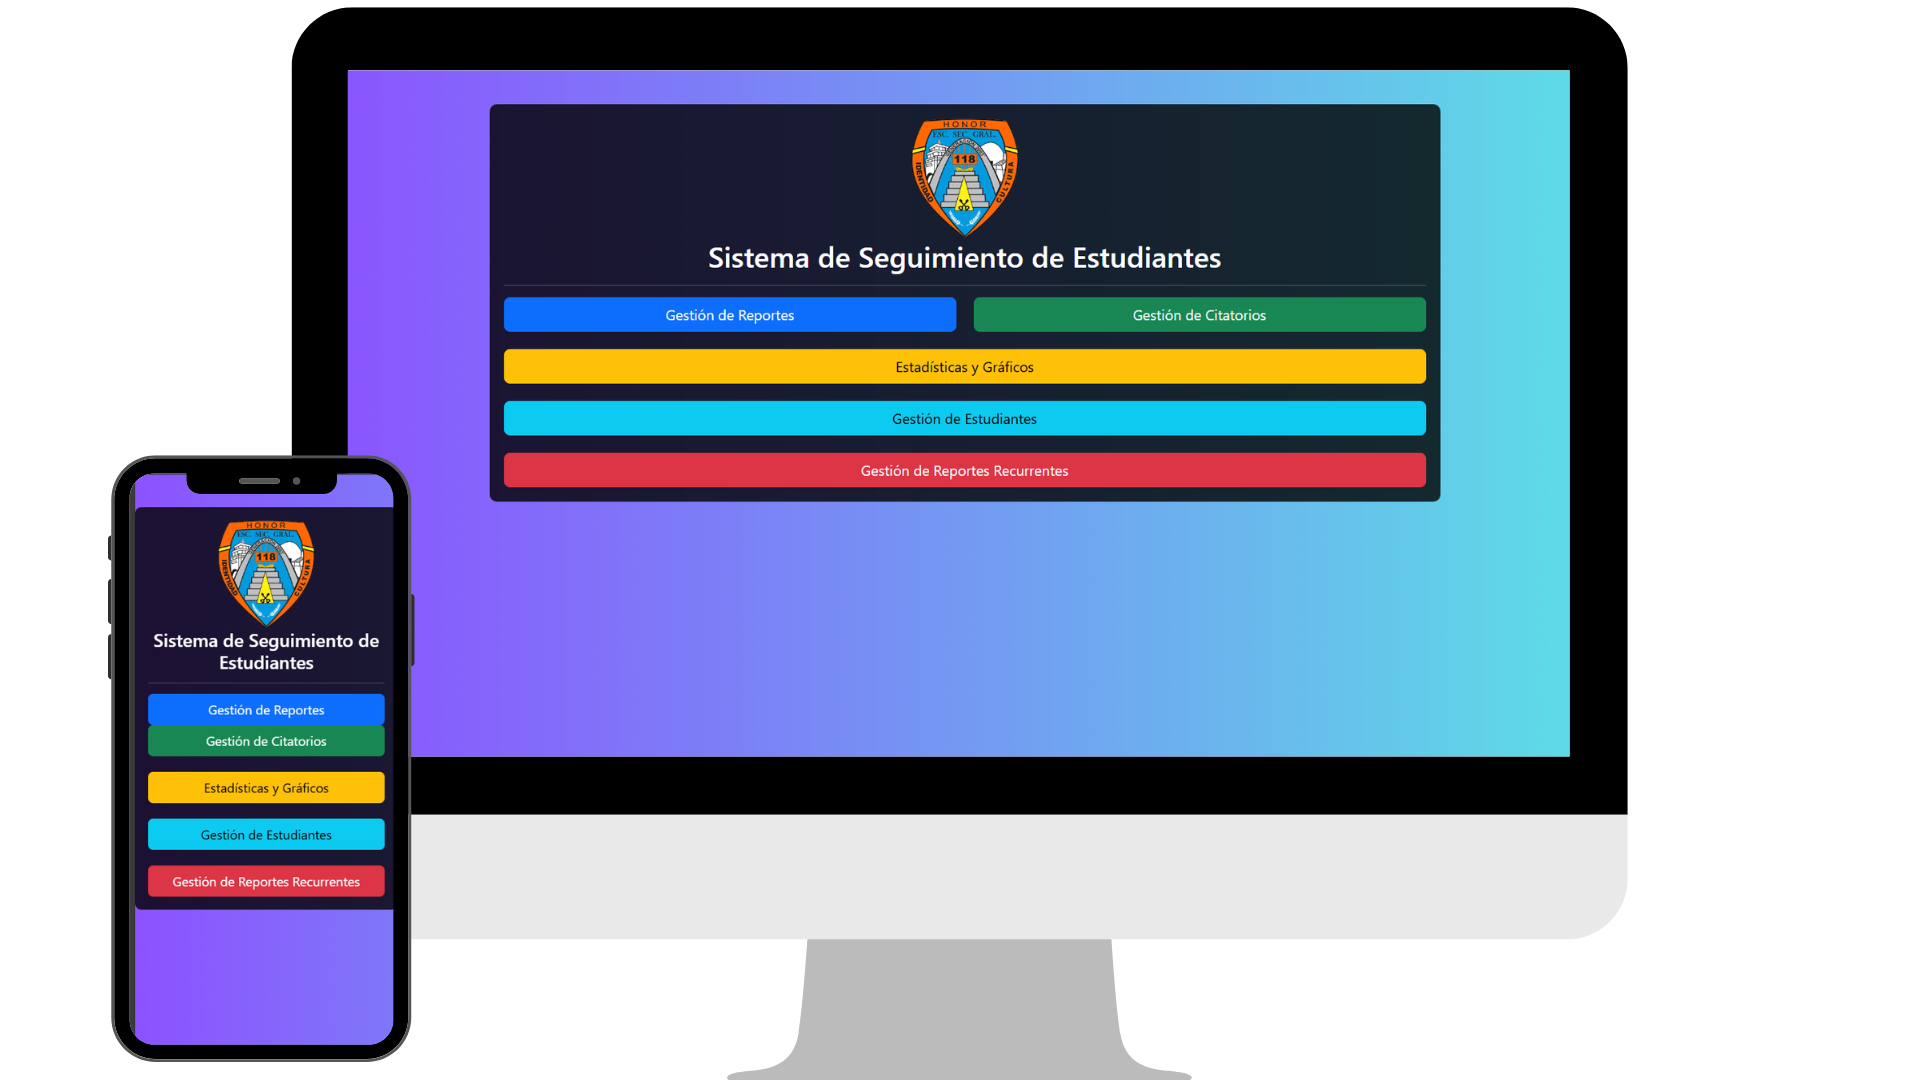 HONOR
ESC. SEC. GRAL.
118
IDENTIDAD
CULTURA
Sistema de Seguimiento de Estudiantes
Gestión de Reportes
Gestión de Citatorios
Estadísticas y Gráficos
Gestión de Estudiantes
Gestión de Reportes Recurrentes
HONOR
ESC. SEC. GRAL.
118
IDENTIDAD
CULTURA
Sistema de Seguimiento de
Estudiantes
Gestión de Reportes
Gestión de Citatorios
Estadísticas y Gráficos
Gestión de Estudiantes
Gestión de Reportes Recurrentes